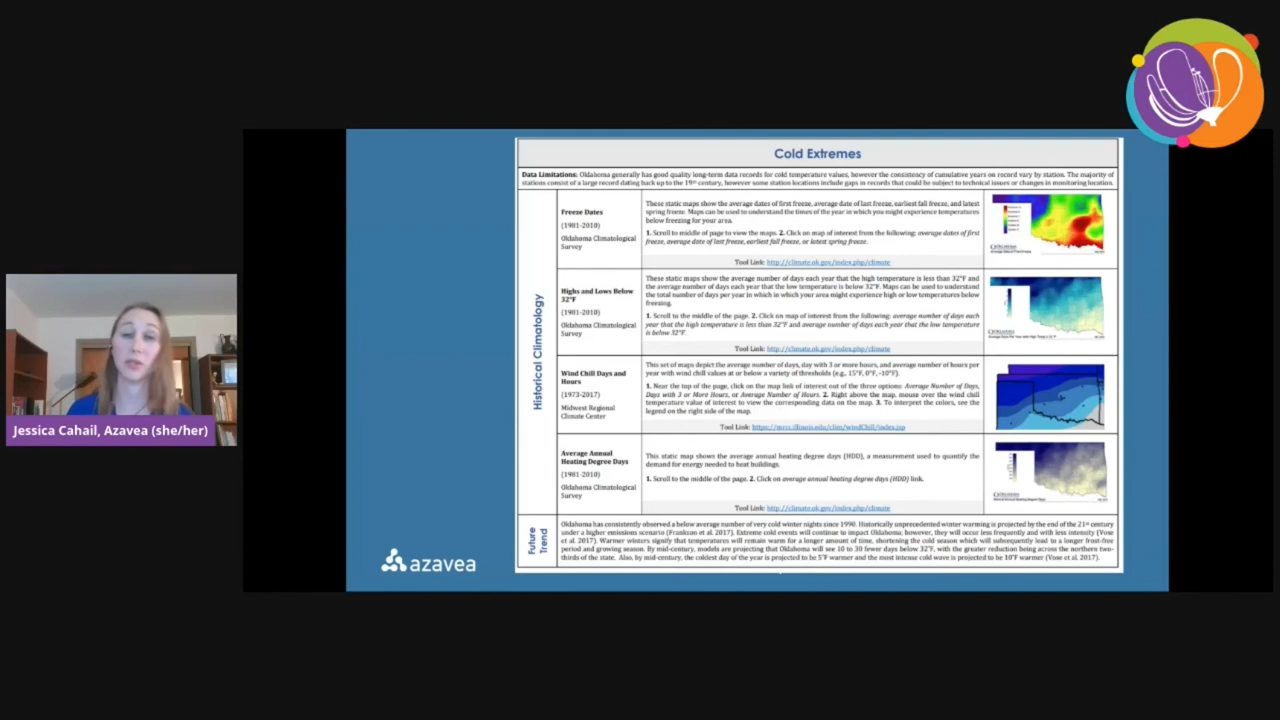 Cold Extremes
Data Limitations: Oklahoma generally has good quality long-term data records for cold temperature values, however the consistency of cumulative years on record vary by station. The majority of
stations consist of a large record dating back up to the 19th century, however some station locations include gaps in records that could be subject to technical issues or changes in monitoring location.
Historical Climatology
Freeze Dates
(1981-2010)
Oklahoma Climatological
Survey
These static maps show the average dates of first freeze, average date of last freeze, earliest fall freeze, and latest
spring freeze. Maps can be used to understand the times of the year in which you might experience temperatures
below freezing for your area.
1. Scroll to middle of page to view the maps. 2. Click on map of interest from the following: average dates of first
freeze, average date of last freeze, earliest fall freeze, or latest spring freeze.
Tool Link: http://climate.ok.gov/index.php/climate
Highs and Lows Below
32°F
(1981-2010)
Oklahoma Climatological
Survey
These static maps show the average number of days each year that the high temperature is less than 32°F and
the average number of days each year that the low temperature is below 32°F. Maps can be used to understand
the total number of days per year in which in which your area might experience high or low temperatures below
freezing.
1. Scroll to the middle of the page. 2. Click on map of interest from the following: average number of days each
year that the high temperature is less than 32°F and average number of days each year that the low temperature
is below 32°F.
Tool Link: http://climate.ok.gov/index.php/climate
Wind Chill Days and
Hours
(1973-2017)
Midwest Regional
Climate Center
This set of maps depict the average number of days, day with 3 or more hours, and average number of hours per
year with wind chill values at or below a variety of thresholds (e.g., 15°F, 0°F, -10°F).
1. Near the top of the page, click on the map link of interest out of the three options: Average Number of Days,
Days with 3 or More Hours, or Average Number of Hours. 2. Right above the map, mouse over the wind chill
temperature value of interest to view the corresponding data on the map. 3. To interpret the colors, see the
legend on the right side of the map.
Tool Link: https://mrcc.illinois.edu/clim/windChill/index.jsp
Average Annual
Heating Degree Days
(1981-2010)
Oklahoma Climatological
Survey
This static map shows the average annual heating degree days (HDD), a measurement used to quantify the
demand for energy needed to heat buildings.
1. Scroll to the middle of the page. 2. Click on average annual heating degree days (HDD) link.
Tool Link: http://climate.ok.gov/index.php/climate
Future
Trend
Oklahoma has consistently observed a below average number of very cold winter nights since 1990. Historically unprecedented winter warming is projected by the end of the 21st century
under a higher emissions scenario (Frankson et al. 2017). Extreme cold events will continue to impact Oklahoma; however, they will occur less frequently and with less intensity (Vose
et al. 2017). Warmer winters signify that temperatures will remain warm for a longer amount of time, shortening the cold season which will subsequently lead to a longer frost-free
period and growing season. By mid-century, models are projecting that Oklahoma will see 10 to 30 fewer days below 32°F, with the greater reduction being across the northern two-
thirds of the state. Also, by mid-century, the coldest day of the year is projected to be 5°F warmer and the most intense cold wave is projected to be 10°F warmer (Vose et al. 2017).
azavea
Jessica Cahail, Azavea (she/her)